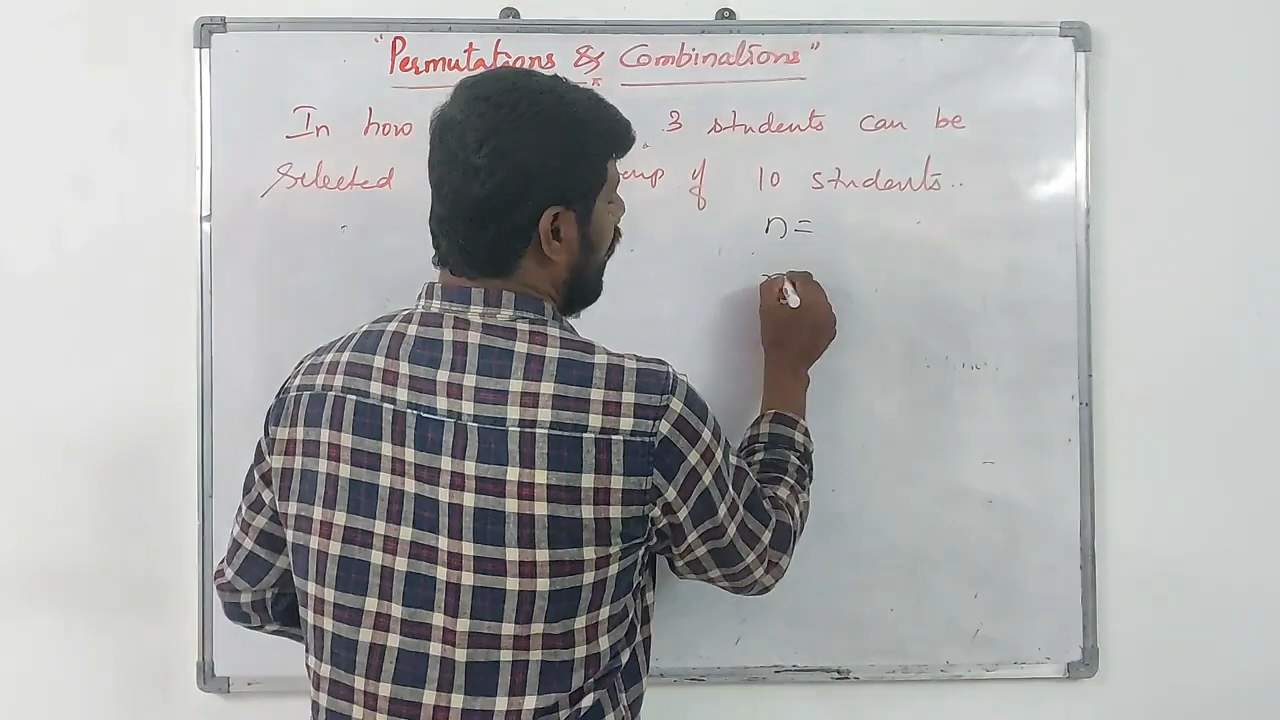 "Permutations & Combinations"
In how 3 students can be
Selected of 10 students..
n =